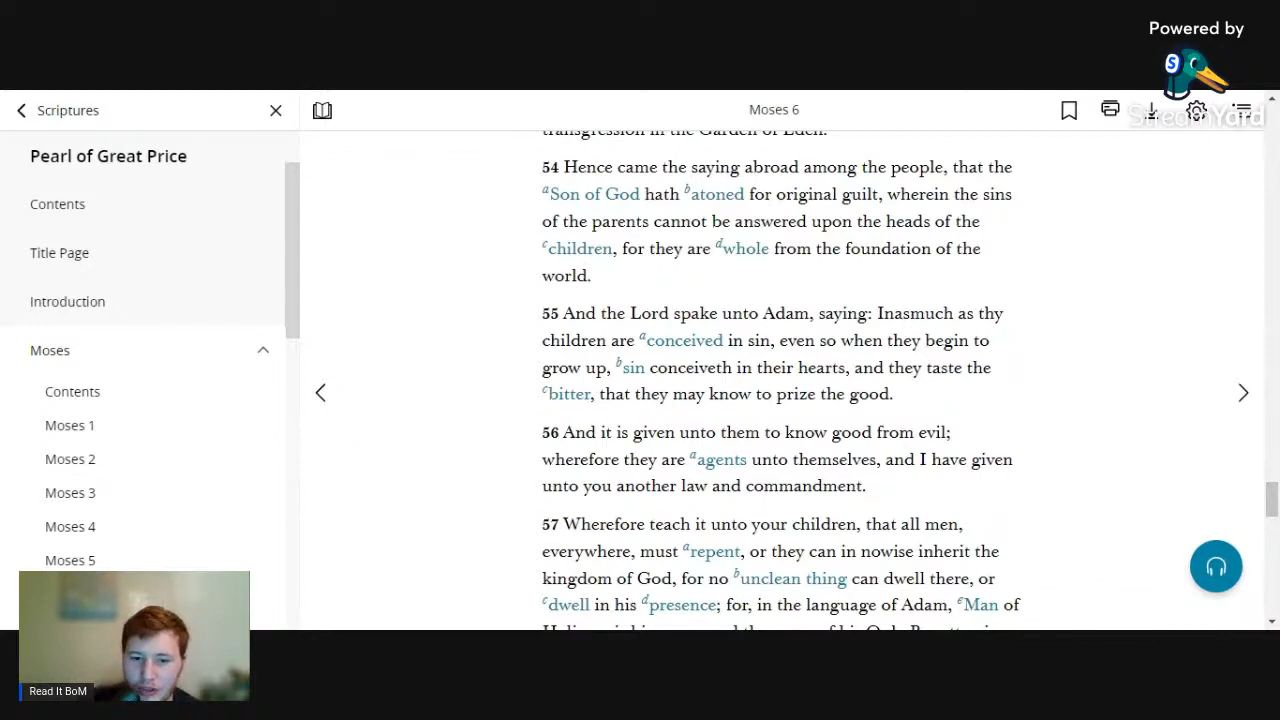 Powered by
StreamYard
Scriptures
Moses 6
Pearl of Great Price
Contents
Title Page
Introduction
Moses
Contents
Moses 1
Moses 2
Moses 3
Moses 4
Moses 5
transgression in the Garden of Eden.
54 Hence came the saying abroad among the people, that the
aSon of God hath batoned for original guilt, wherein the sins
of the parents cannot be answered upon the heads of the
cchildren, for they are dwhole from the foundation of the
world.
55 And the Lord spake unto Adam, saying: Inasmuch as thy
children are aconceived in sin, even so when they begin to
grow up, bsin conceiveth in their hearts, and they taste the
cbitter, that they may know to prize the good.
56 And it is given unto them to know good from evil;
wherefore they are aagents unto themselves, and I have given
unto you another law and commandment.
57 Wherefore teach it unto your children, that all men,
everywhere, must arepent, or they can in nowise inherit the
kingdom of God, for no bunclean thing can dwell there, or
cdwell in his dpresence; for, in the language of Adam, eMan of
Read It BoM